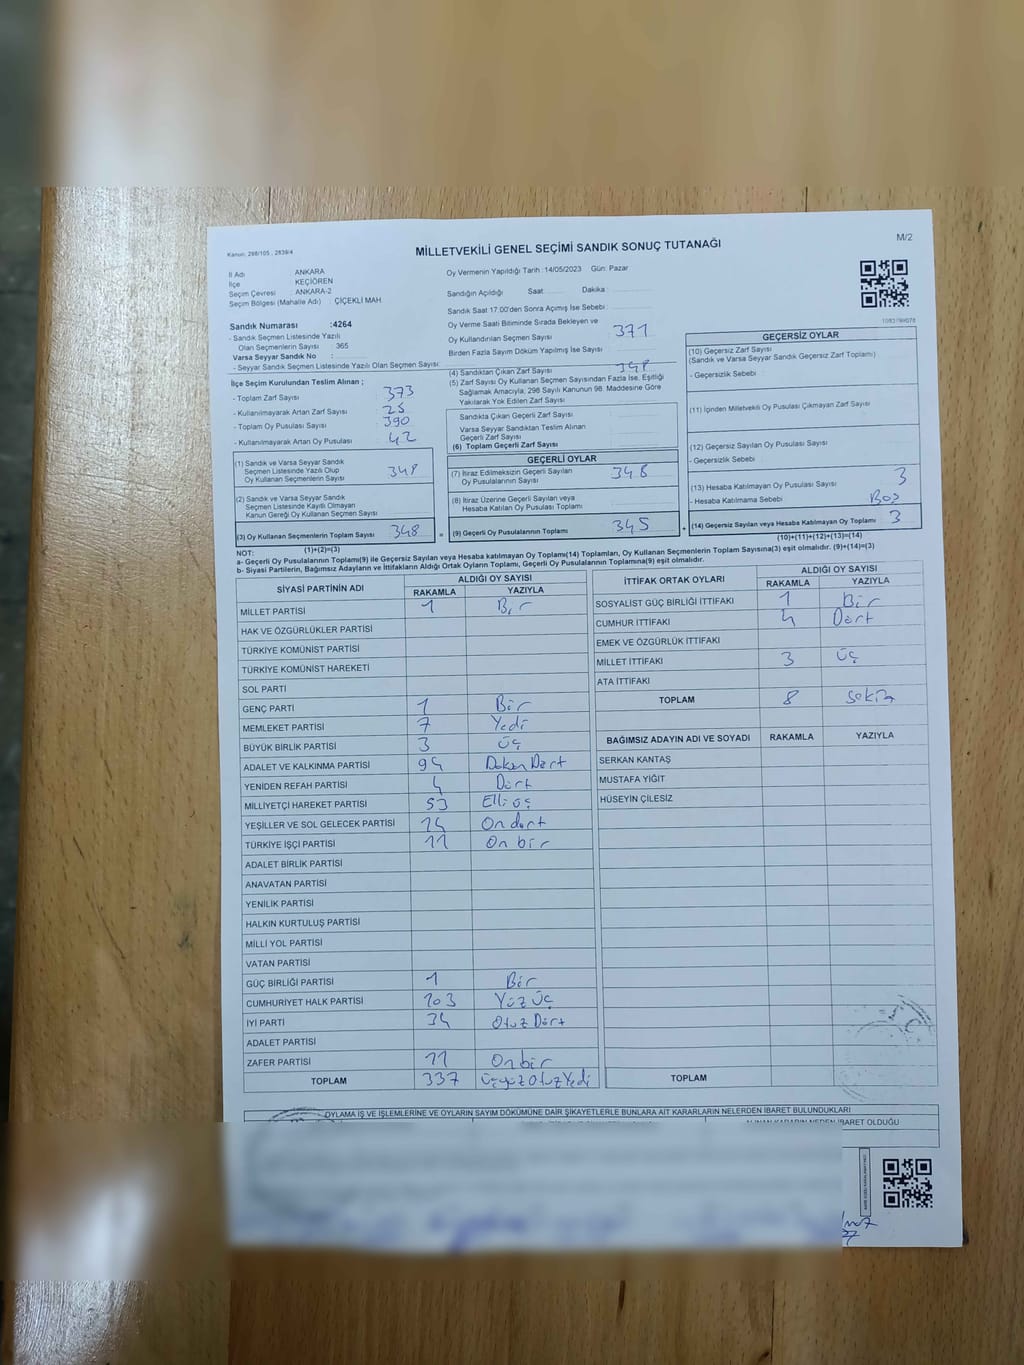 Kanun: 298/105 , 2839/4
MİLLETVEKİLİ GENEL SEÇİMİ SANDIK SONUÇ TUTANAĞI
M/2
İl Adı ANKARA
İlçe KEÇİÖREN
Seçim Çevresi : ANKARA-2
Seçim Bölgesi (Mahalle Adı) : ÇİÇEKLİ MAH
Oy Vermenin Yapıldığı Tarih :14/05/2023 Gün: Pazar
Sandığın Açıldığı Saat Dakika
Sandık Saat 17.00'den Sonra Açımış İse Sebebi
Oy Verme Saati Bitiminde Sırada Bekleyen ve
Oy Kullandırılan Seçmen Sayısı 371
Birden Fazla Sayım Döküm Yapılmış İse Sayısı
Sandık Numarası :4264
- Sandık Seçmen Listesinde Yazılı
Olan Seçmenlerin Sayısı : 365
Varsa Seyyar Sandık No
- Seyyar Sandık Seçmen Listesinde Yazılı Olan Seçmen Sayısı:
İlçe Seçim Kurulundan Teslim Alınan ;
- Toplam Zarf Sayısı : 373
- Kullanılmayarak Artan Zarf Sayısı : 25
- Toplam Oy Pusulası Sayısı : 390
- Kullanılmayarak Artan Oy Pusulası : 42
(1) Sandık ve Varsa Seyyar Sandık
Seçmen Listesinde Yazılı Olup
Oy Kullanan Seçmenlerin Sayısı 348
(2) Sandık ve Varsa Seyyar Sandık
Seçmen Listesinde Kayıtlı Olmayan
Kanun Gereği Oy Kullanan Seçmen Sayısı
(3) Oy Kullanan Seçmenlerin Toplam Sayısı 348
(1)+(2)=(3)
(4) Sandıktan Çıkan Zarf Sayısı 348
(5) Zarf Sayısı Oy Kullanan Seçmen Sayısından Fazla İse, Eşitliği
Sağlamak Amacıyla; 298 Sayılı Kanunun 98. Maddesine Göre
Yakılarak Yok Edilen Zarf Sayısı
Sandıkta Çıkan Geçerli Zarf Sayısı
Varsa Seyyar Sandıktan Teslim Alınan
Geçerli Zarf Sayısı
(6) Toplam Geçerli Zarf Sayısı
GEÇERLİ OYLAR
(7) İtiraz Edilmeksizin Geçerli Sayılan
Oy Pusulalarının Sayısı 348
(8) İtiraz Üzerine Geçerli Sayılan veya
Hesaba Katılan Oy Pusulası Toplamı
= (9) Geçerli Oy Pusulalarının Toplamı 345
GEÇERSİZ OYLAR
(10) Geçersiz Zarf Sayısı
(Sandık ve Varsa Seyyar Sandık Geçersiz Zarf Toplamı)
- Geçersizlik Sebebi
(11) İçinden Milletvekili Oy Pusulası Çıkmayan Zarf Sayısı
(12) Geçersiz Sayılan Oy Pusulası Sayısı
- Geçersizlik Sebebi
(13) Hesaba Katılmayan Oy Pusulası Sayısı 3
- Hesaba Katılmama Sebebi Boş
+ (14) Geçersiz Sayılan veya Hesaba Katılmayan Oy Toplamı 3
(10)+(11)+(12)+(13)=(14)
NOT:
a- Geçerli Oy Pusulalarının Toplamı(9) ile Geçersiz Sayılan veya Hesaba katılmayan Oy Toplamı(14) Toplamları, Oy Kullanan Seçmenlerin Toplam Sayısına(3) eşit olmalıdır. (9)+(14)=(3)
b- Siyasi Partilerin, Bağımsız Adayların ve İttifakların Aldığı Ortak Oyların Toplamı, Geçerli Oy Pusulalarının Toplamına(9) eşit olmalıdır.
SİYASİ PARTİNİN ADI ALDIĞI OY SAYISI
RAKAMLA YAZIYLA
MİLLET PARTİSİ 1 Bir
HAK VE ÖZGÜRLÜKLER PARTİSİ
TÜRKİYE KOMÜNİST PARTİSİ
TÜRKİYE KOMÜNİST HAREKETİ
SOL PARTİ
GENÇ PARTİ 1 Bir
MEMLEKET PARTİSİ 7 Yedi
BÜYÜK BİRLİK PARTİSİ 3 üç
ADALET VE KALKINMA PARTİSİ 94 Doksan Dört
YENİDEN REFAH PARTİSİ 4 Dört
MİLLİYETÇİ HAREKET PARTİSİ 53 Elli üç
YEŞİLLER VE SOL GELECEK PARTİSİ 14 On dört
TÜRKİYE İŞÇİ PARTİSİ 11 On bir
ADALET BİRLİK PARTİSİ
ANAVATAN PARTİSİ
YENİLİK PARTİSİ
HALKIN KURTULUŞ PARTİSİ
MİLLİ YOL PARTİSİ
VATAN PARTİSİ
GÜÇ BİRLİĞİ PARTİSİ 1 Bir
CUMHURİYET HALK PARTİSİ 103 Yüz Üç
İYİ PARTİ 34 Otuz Dört
ADALET PARTİSİ
ZAFER PARTİSİ 11 On bir
TOPLAM 337 üçyüz Otuz Yedi
İTTİFAK ORTAK OYLARI ALDIĞI OY SAYISI
RAKAMLA YAZIYLA
SOSYALİST GÜÇ BİRLİĞİ İTTİFAKI 1 Bir
CUMHUR İTTİFAKI 4 Dört
EMEK VE ÖZGÜRLÜK İTTİFAKI
MİLLET İTTİFAKI 3 üç
ATA İTTİFAKI
TOPLAM 8 sekiz
BAĞIMSIZ ADAYIN ADI VE SOYADI RAKAMLA YAZIYLA
SERKAN KANTAŞ
MUSTAFA YİĞİT
HÜSEYİN ÇİLESİZ
TOPLAM
OYLAMA İŞ VE İŞLEMLERİNE VE OYLARIN SAYIM DÖKÜMÜNE DAİR ŞİKAYETLERLE BUNLARA AİT KARARLARIN NELERDEN İBARET BULUNDUKLARI
ALINAN KARARIN NEDEN İBARET OLDUĞU